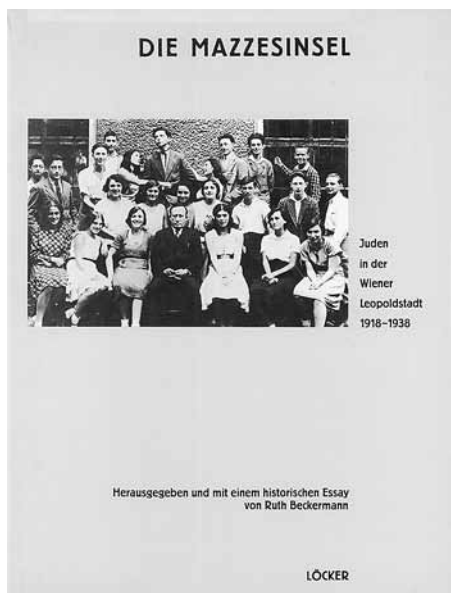 DIE MAZZESINSEL
Juden
in der
Wiener
Leopoldstadt
1918–1938
Herausgegeben und mit einem historischen Essay
von Ruth Beckermann
LÖCKER